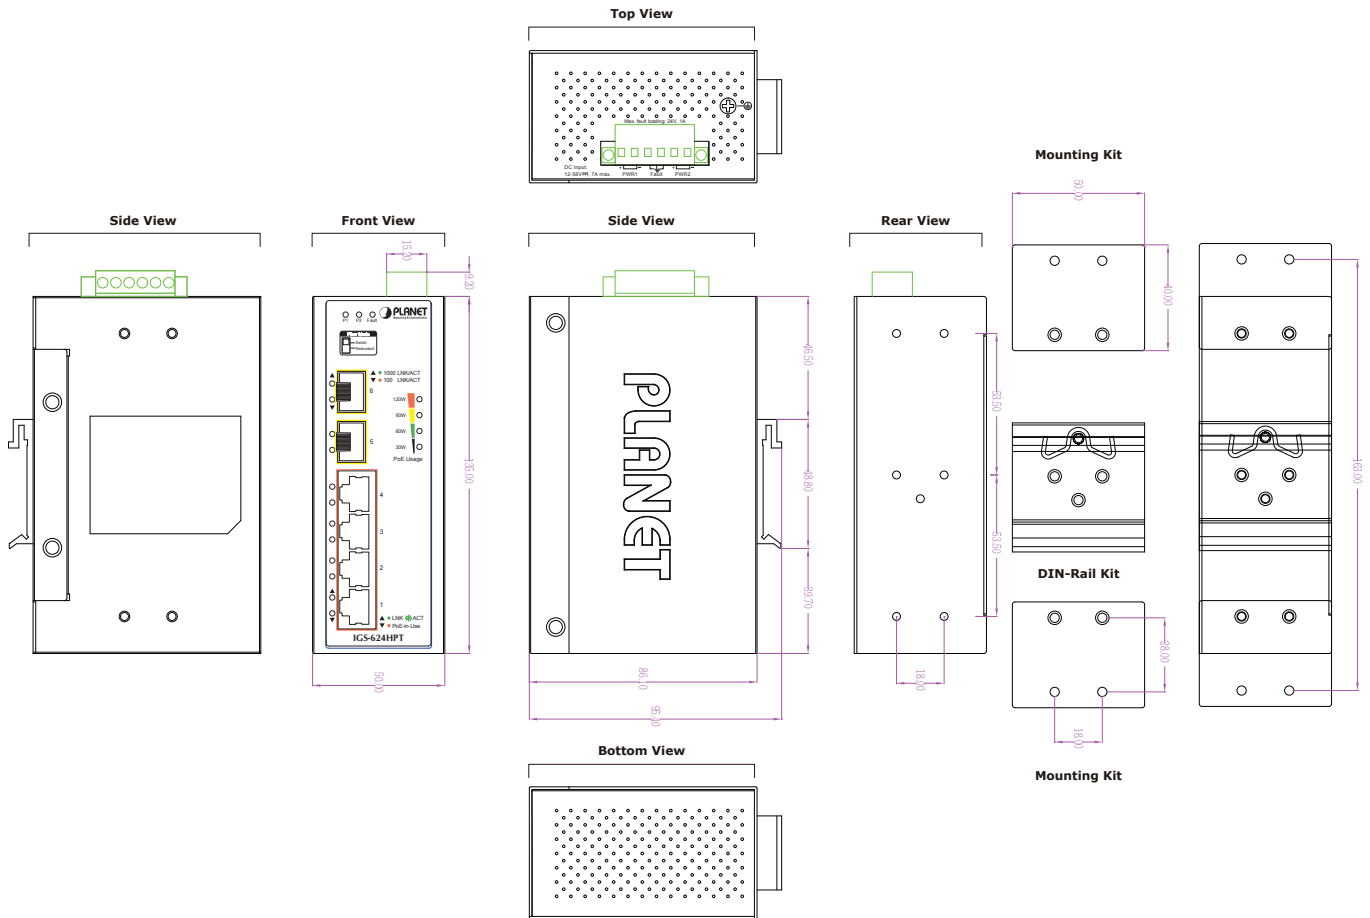 Top View
Max. fault loading: 24V, 1A
DC Input:
12-58V, 7A max.
+ - + -
PWR1 Fault PWR2
Mounting Kit
50.00
40.00
Side View
Front View
Side View
Rear View
15.20
9.20
P1 P2 Fault
PLANET
Networking & Communication
Switch
Redundant
▲ 1000 LNK/ACT
▼ 100 LNK/ACT
6
5
120W
90W
60W
30W
PoE Usage
4
3
2
1
▲ LNK ACT
▼ PoE-in-Use
IGS-624HPT
135.00
50.00
PLANET
46.50
48.80
39.70
86.10
95.40
53.50
53.50
18.00
DIN-Rail Kit
28.00
18.00
Mounting Kit
163.00
Bottom View